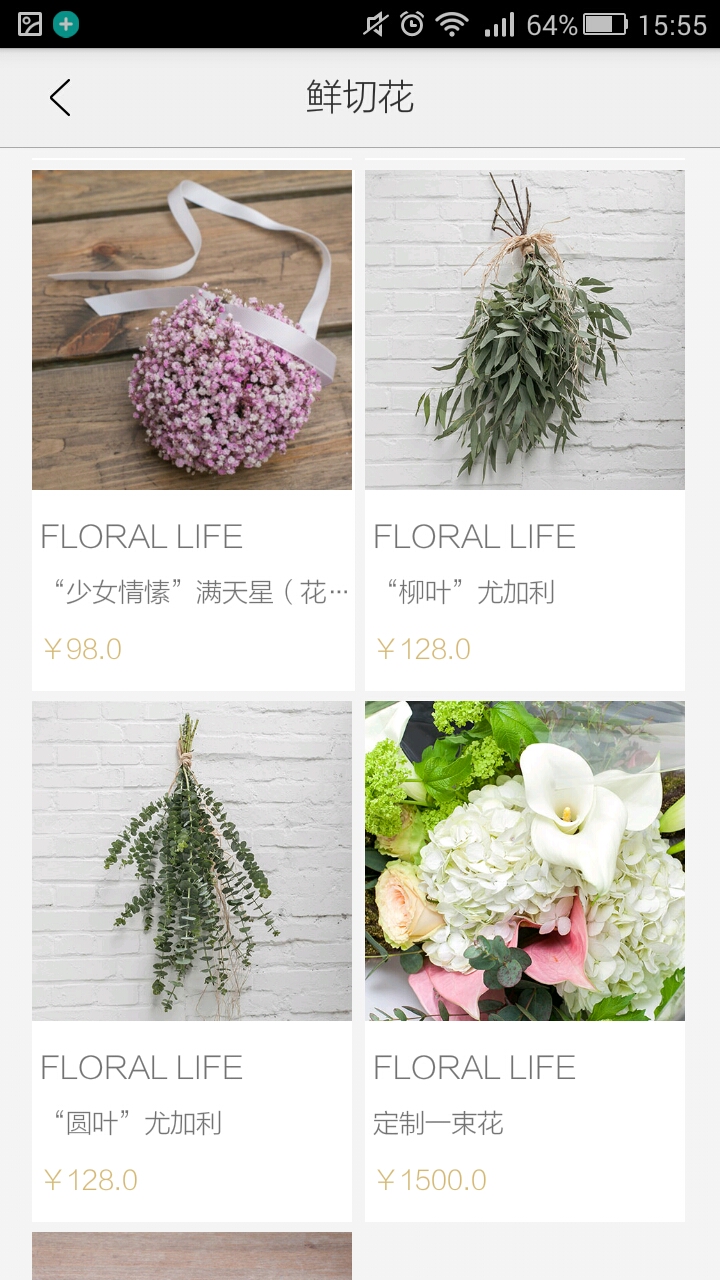 64% 15:55
鲜切花
FLORAL LIFE
“少女情愫”满天星（花…
￥98.0
FLORAL LIFE
“柳叶”尤加利
￥128.0
FLORAL LIFE
“圆叶”尤加利
￥128.0
FLORAL LIFE
定制一束花
￥1500.0